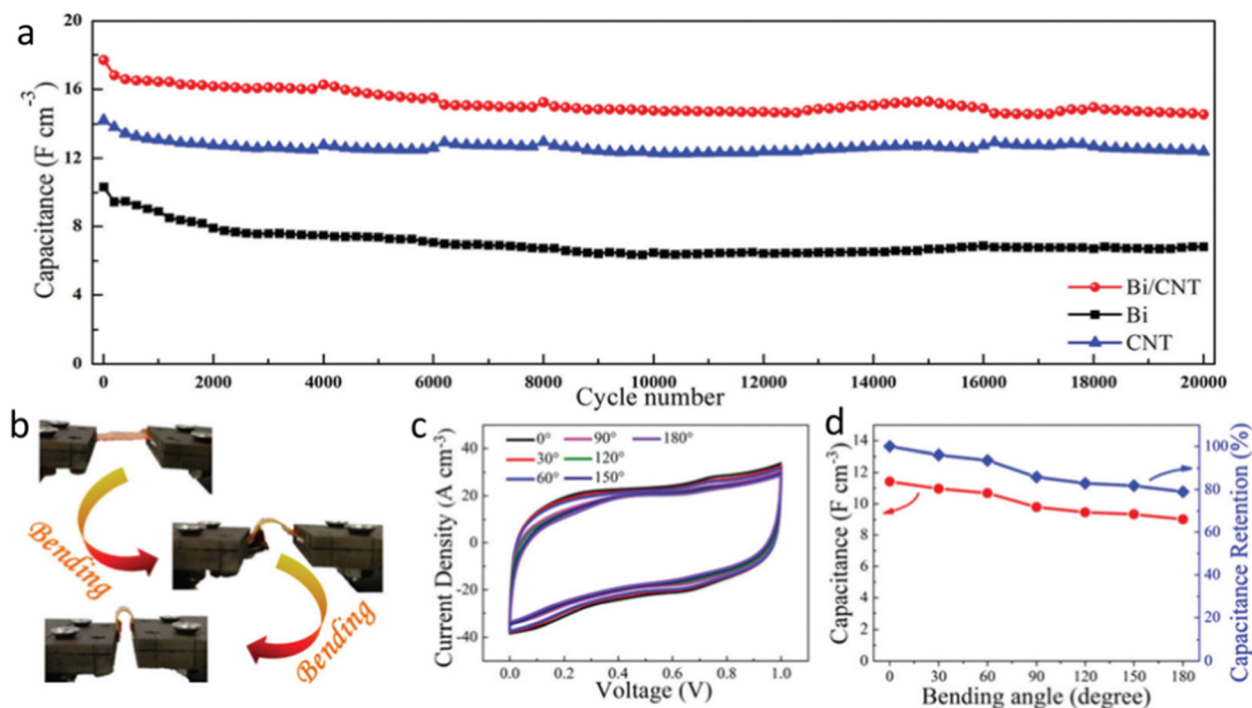 a
20
16
12
8
4
0
Capacitance (F cm⁻³)
Bi/CNT
Bi
CNT
0 2000 4000 6000 8000 10000 12000 14000 16000 18000 20000
Cycle number
b
Bending
Bending
c
40
20
0
-20
-40
Current Density (A cm⁻³)
0° 90° 180°
30° 120°
60° 150°
0.0 0.2 0.4 0.6 0.8 1.0
Voltage (V)
d
14
12
10
8
6
4
2
0
Capacitance (F cm⁻³)
100
80
60
40
20
0
Capacitance Retention (%)
0 30 60 90 120 150 180
Bending angle (degree)